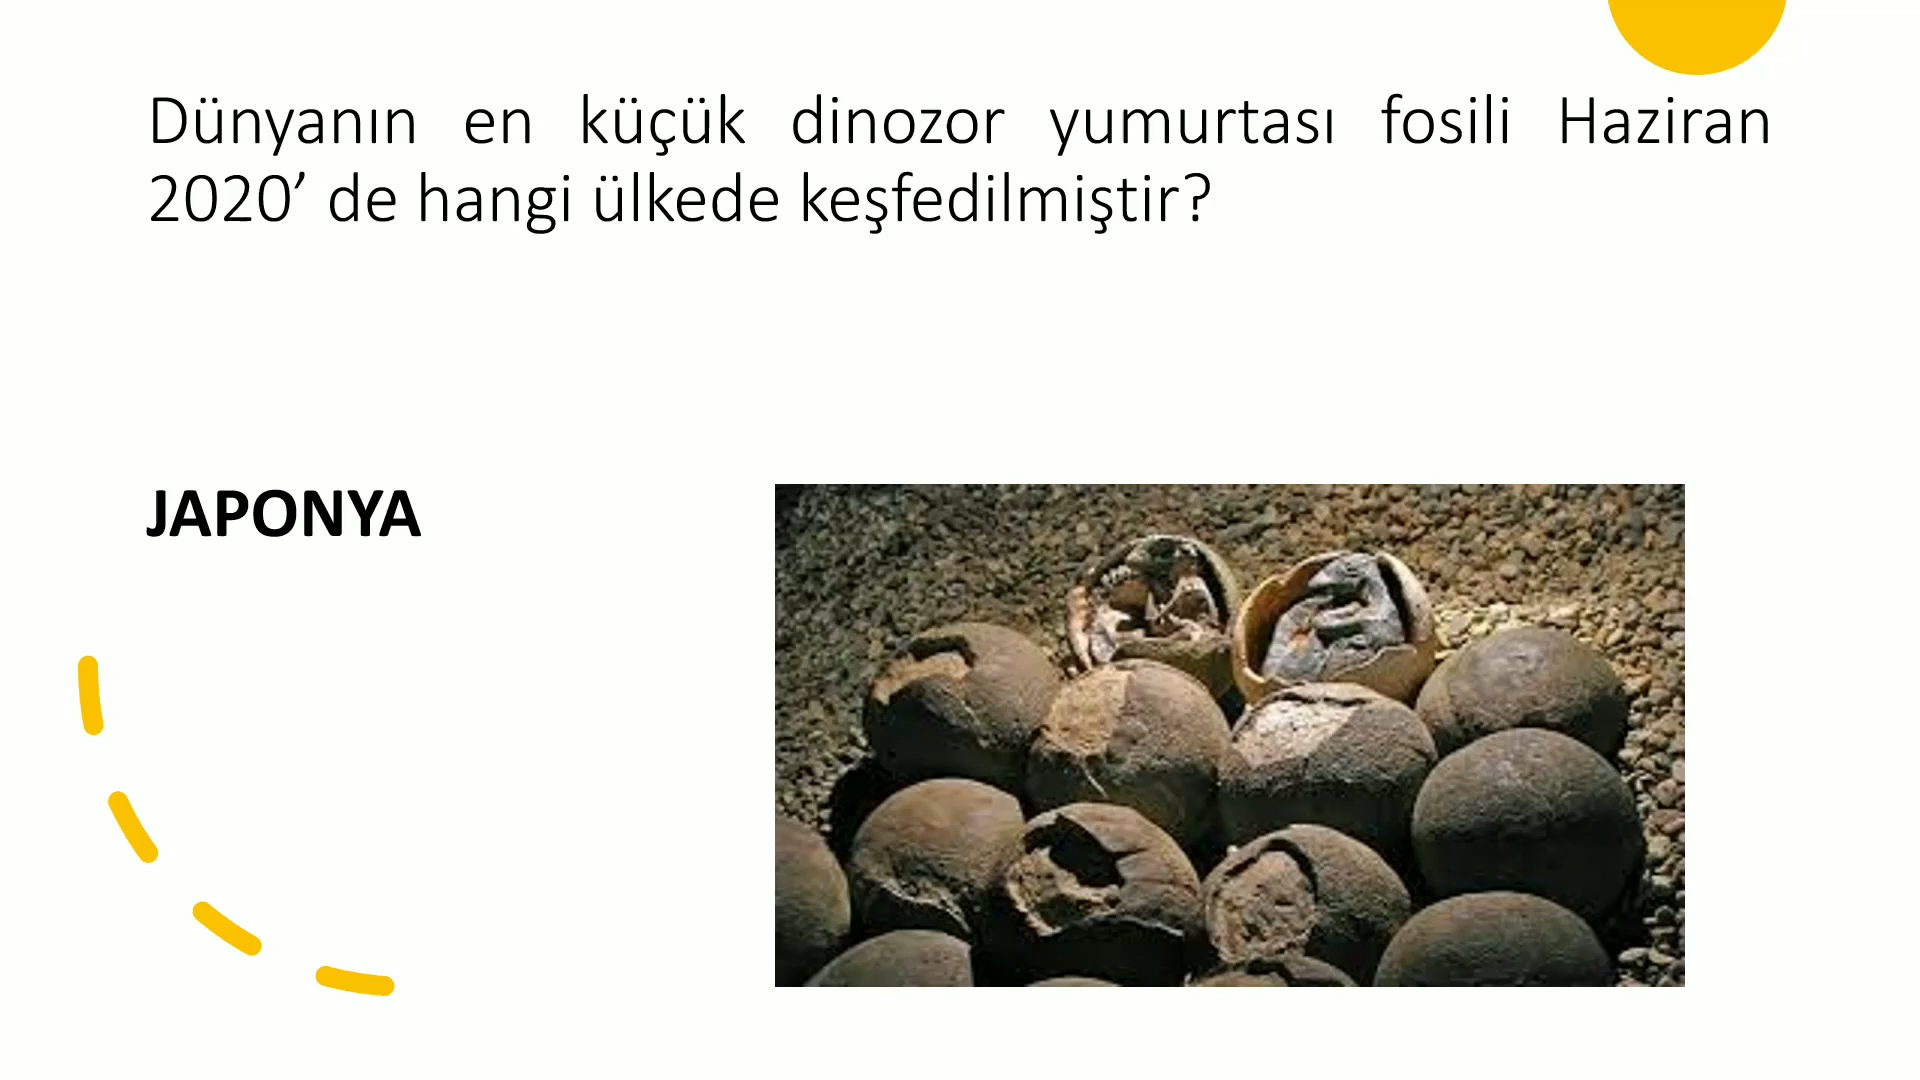 Dünyanın en küçük dinozor yumurtası fosili Haziran
2020’ de hangi ülkede keşfedilmiştir?
JAPONYA